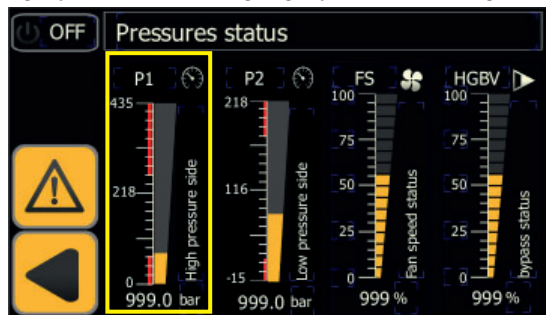 OFF
Pressures status
P1
P2
FS
HGBV
435
218
0
High pressure side
999.0 bar
218
116
-15
Low pressure side
999.0 bar
100
75
50
25
0
Fan speed status
999 %
100
75
50
25
0
bypass status
999 %